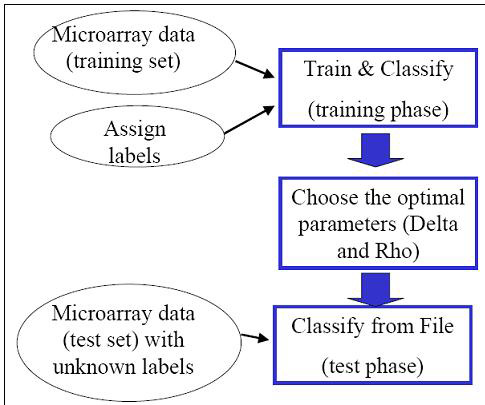 Microarray data
(training set)
Assign
labels
Train & Classify
(training phase)
Choose the optimal
parameters (Delta
and Rho)
Microarray data
(test set) with
unknown labels
Classify from File
(test phase)